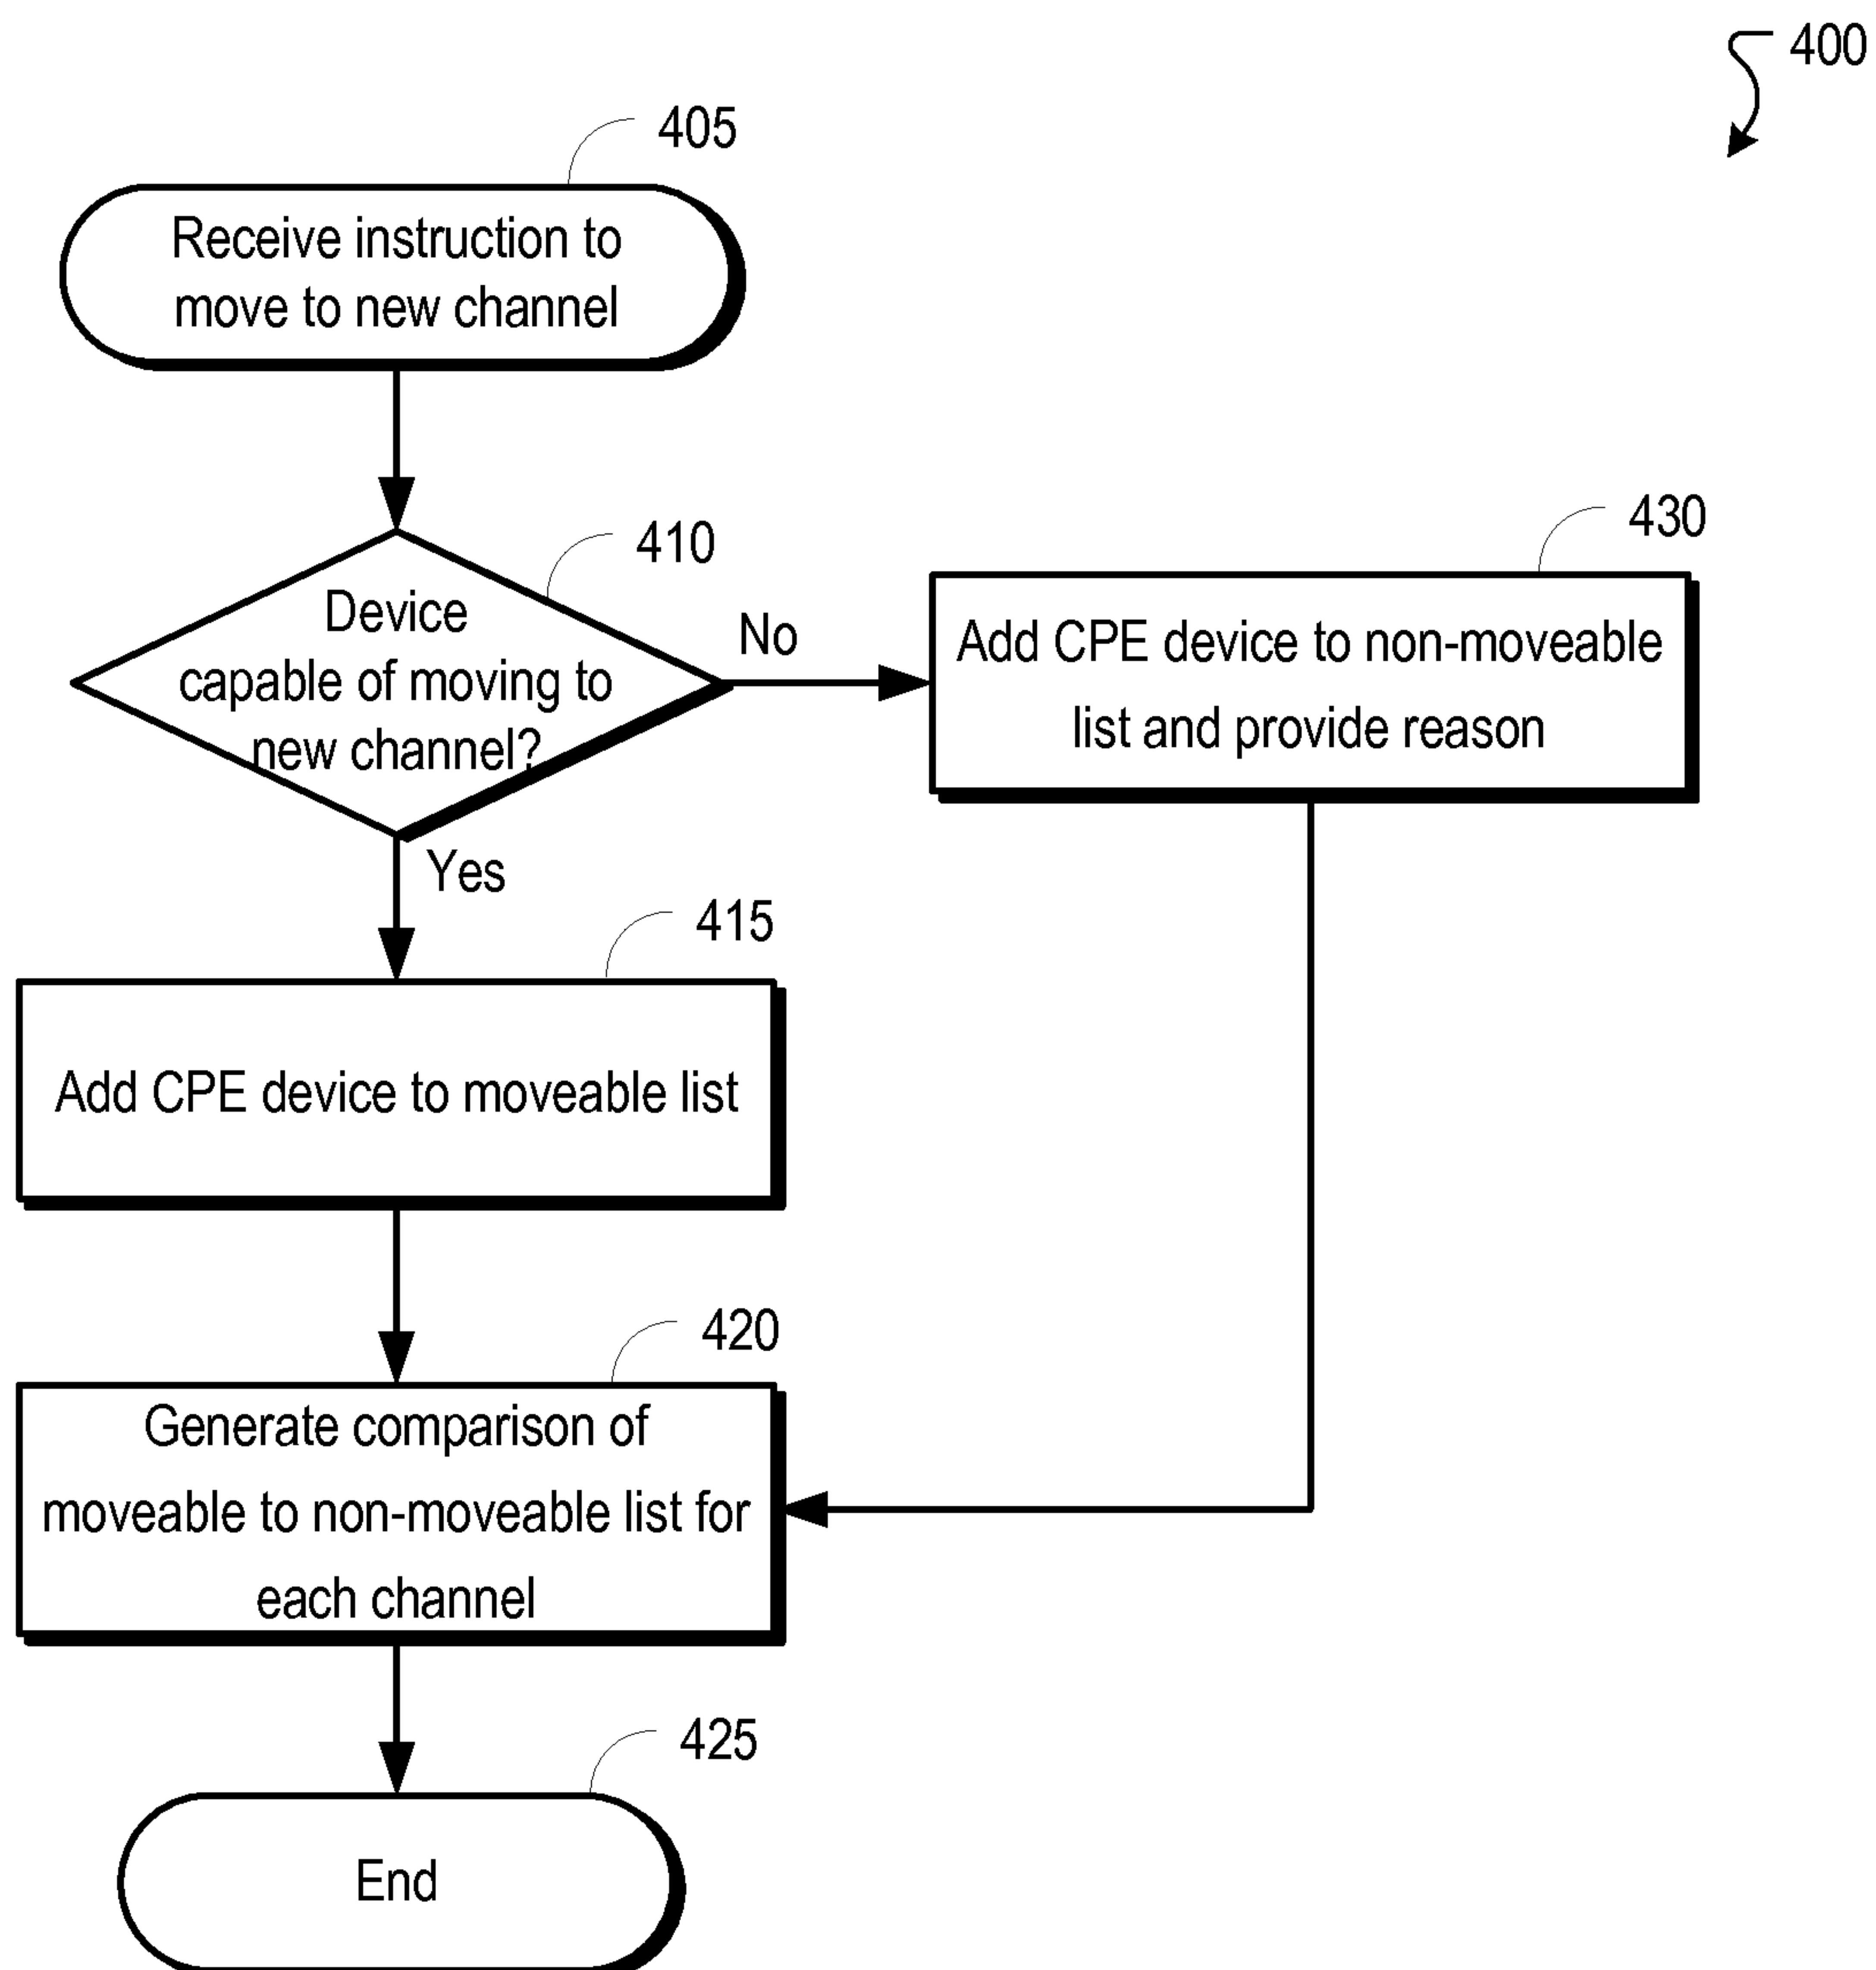 400
405
Receive instruction to
move to new channel
410
Device
capable of moving to
new channel?
No
430
Add CPE device to non-moveable
list and provide reason
Yes
415
Add CPE device to moveable list
420
Generate comparison of
moveable to non-moveable list for
each channel
425
End